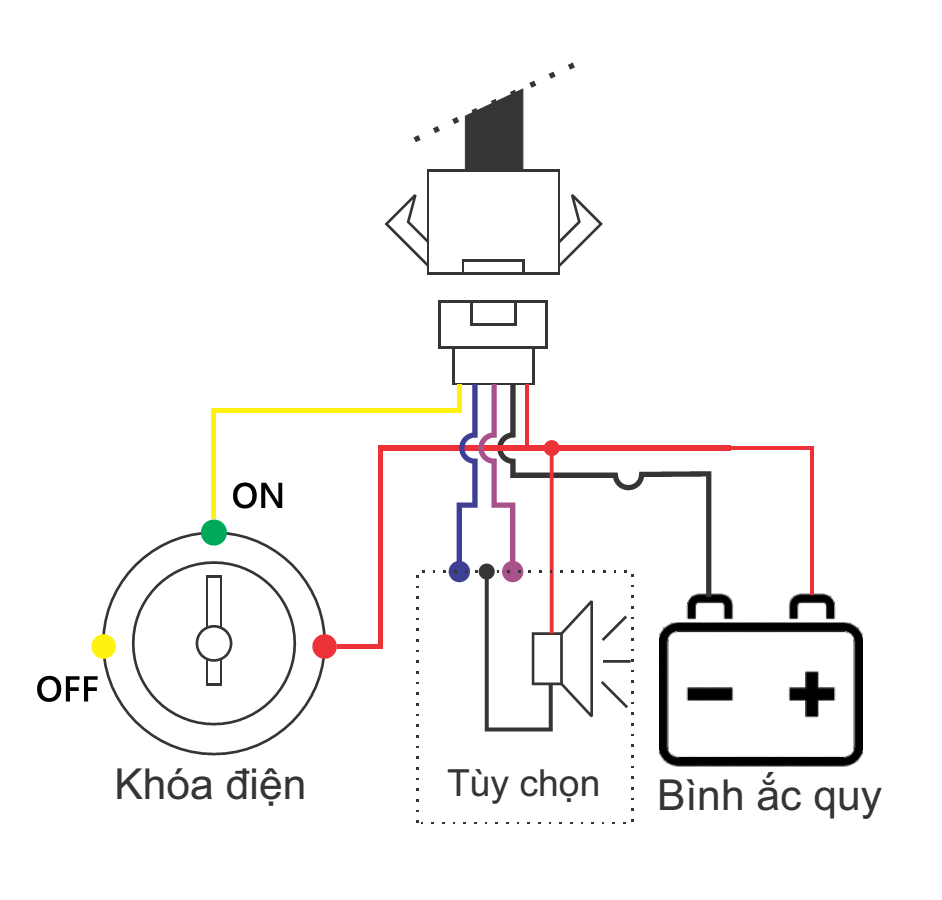 ON
OFF
Khóa điện
Tùy chọn
Bình ắc quy